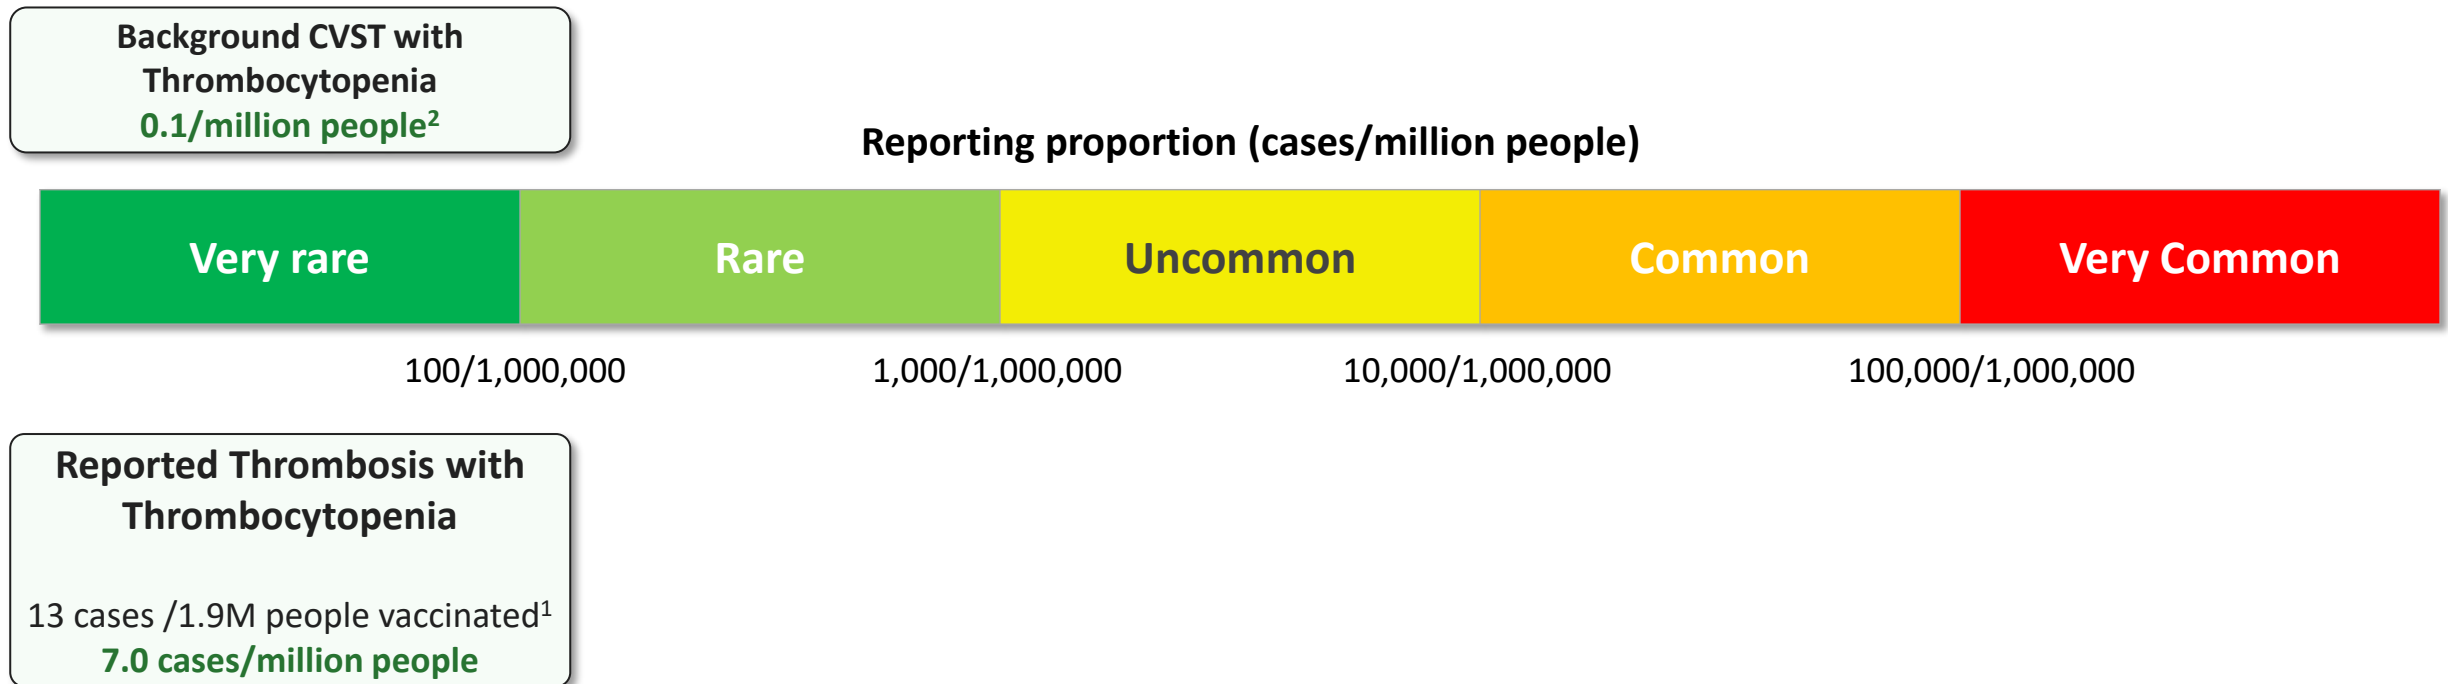 Background CVST with
Thrombocytopenia
0.1/million people²
Reporting proportion (cases/million people)
Very rare
Rare
Uncommon
Common
Very Common
100/1,000,000
1,000/1,000,000
10,000/1,000,000
100,000/1,000,000
Reported Thrombosis with
Thrombocytopenia
13 cases /1.9M people vaccinated¹
7.0 cases/million people